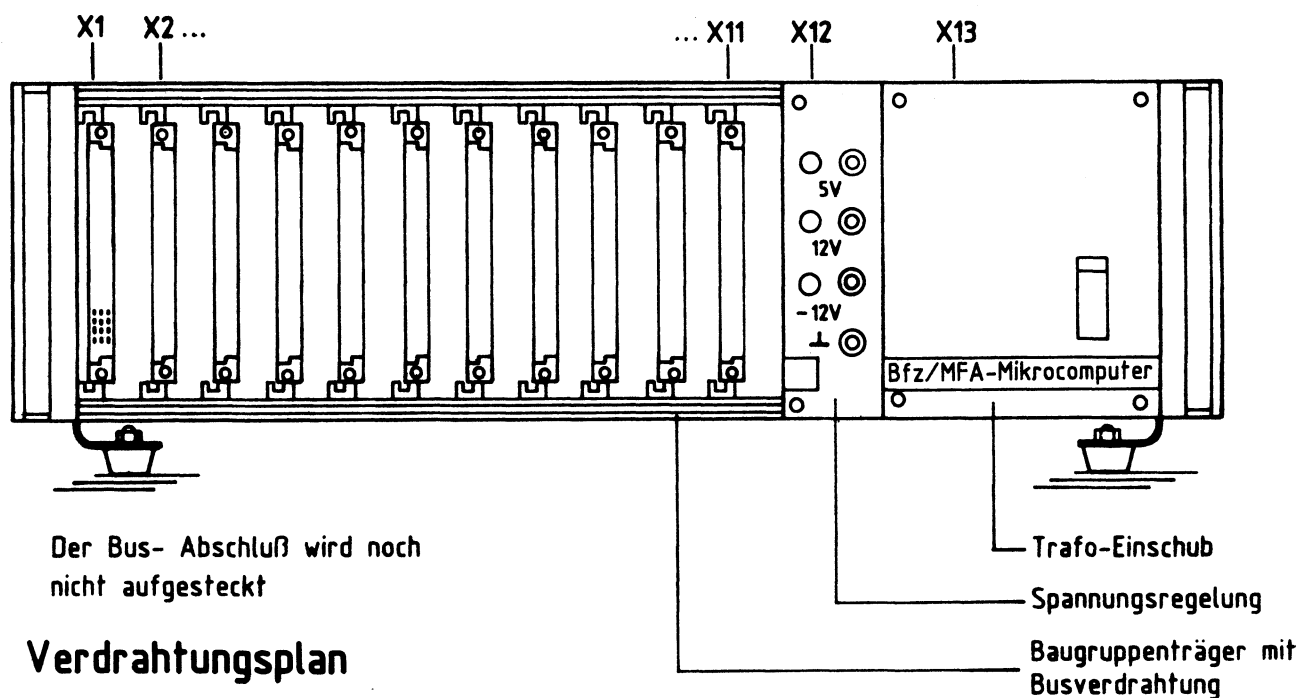 X1 X2... ... X11 X12 X13
5V
12V
-12V
⊥
Bfz/MFA-Mikrocomputer
Der Bus- Abschluß wird noch
nicht aufgesteckt
Trafo-Einschub
Spannungsregelung
Baugruppenträger mit
Busverdrahtung
Verdrahtungsplan